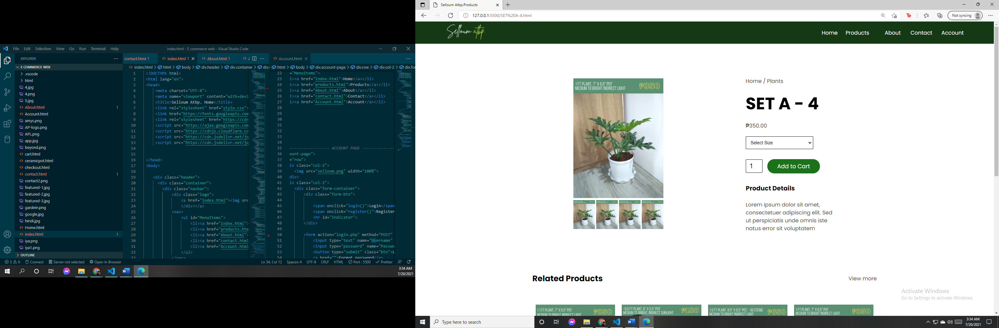 File Edit Selection View Go Run Terminal Help
index.html - E commerce web - Visual Studio Code
EXPLORER
E COMMERCE WEB
.vscode
html
4.jpg
4.png
5.jpg
About.html 1
Account.html
amys.png
AP-logo.png
APL.png
app.jpg
beyond.png
cart.html
ceramicpot.html
checkout.html
contact.html 1
contact2.png
featured-1.jpg
featured-2.jpg
featured-3.jpg
gardein.png
google.jpg
hindi.jpg
Home.html
index.html 1
iya.png
iya1.png
OUTLINE
contact.html 1 index.html 1 About.html 1
index.html > html > body > div.header > div.container > div.
1 <!DOCTYPE html>
2 <html lang="en">
3 <head>
4 <meta charset="UTF-8">
5 <meta name="viewport" content="with=devi
6 <title>Selloum Atbp. Home</title>
7 <link rel="stylesheet" href="style.css">
8 <link href="https://fonts.googleapis.com
9 <link rel="stylesheet" href="https://cdn
10 <script src="https://ajax.googleapis.com
11 <script src="https://cdnjs.cloudflare.co
12 <script src="https://cdn.jsdelivr.net/jq
13 <script src="https://cdn.jsdelivr.net/jq
14
15
16 </head>
17 <body>
18
19 <div class="header">
20 <div class="container">
21 <div class="navbar">
22 <div class="logo">
23 <a href="index.html"><img src
24 </div></a>
25 <nav>
26 <ul id="MenuItems">
27 <li><a href="index.html">
28 <li><a href="products.htm
29 <li><a href="About.html">
30 <li><a href="contact.html
31 <li><a href="Account.html
32 </ul>
33 </nav>
Account.html
html > body > div.account-page > div.row > div.col-2 > div.for
22 ="MenuItems">
23 i><a href="index.html">Home</a></li>
24 i><a href="products.html">Products</a></li>
25 i><a href="About.html">About</a></li>
26 i><a href="contact.html">Contact</a></li>
27 i><a href="Account.html">Account</a></li>
28
29
30
31
32
33
34
35 ----------------- ACCOUNT PAGE --------------
36 ount-page">
37 ="row">
38 iv class="col-2">
39 <img src="selloum.png" width="100%">
40 div>
41 iv class="col-2">
42 <div class="form-container">
43 <div class="form-btn">
44
45 <span onclick="login()">Login</span
46 <span onclick="register()">Register
47 <hr id="Indicator">
48 </div>
49
50 <form action="login.php" method="POST"
51 <input type="text" name="Username"
52 <input type="password" name="Passwo
53 <button type="submit" class="btn">L
54 <a href="">Forgot password</a>
3 0 Connect Server not selected Open In Browser
Ln 34, Col 12 Spaces: 4 UTF-8 CRLF HTML Port : 5500 Prettier
3:34 AM
7/20/2021
Selloum Atbp.Products
127.0.0.1:5500/SET%20A-4.html
Not syncing
Selloum atbp.
Home Products About Contact Account
1 FT PLANT, 7" X 6.5" POT
MEDIUM TO BRIGHT INDIRECT LIGHT
₱350
Home / Plants
SET A - 4
₱350.00
Select Size
1
Add to Cart
Product Details
Lorem ipsum dolor sit amet,
consectetuer adipiscing elit. Sed
ut perspiciatis unde omnis iste
natus error sit voluptatem
Related Products
View more
Activate Windows
Go to Settings to activate Windows.
1.1 FT PLANT, 7" X 6.5" POT
MEDIUM TO BRIGHT INDIRECT LIGHT
₱350
~0.5 FT PLANT, 6" X 5.5" POT
MEDIUM TO BRIGHT, INDIRECT SUNLIGHT,
₱180
1.5 FT PLANT, 8.5" X 8.5" POT, ~30 STEMS
MEDIUM TO BRIGHT INDIRECT LIGHT
₱650
1 FT PLANT, 7" X 6.5" POT
MEDIUM TO BRIGHT INDIRECT LIGHT
₱350
Type here to search
3:34 AM
7/20/2021